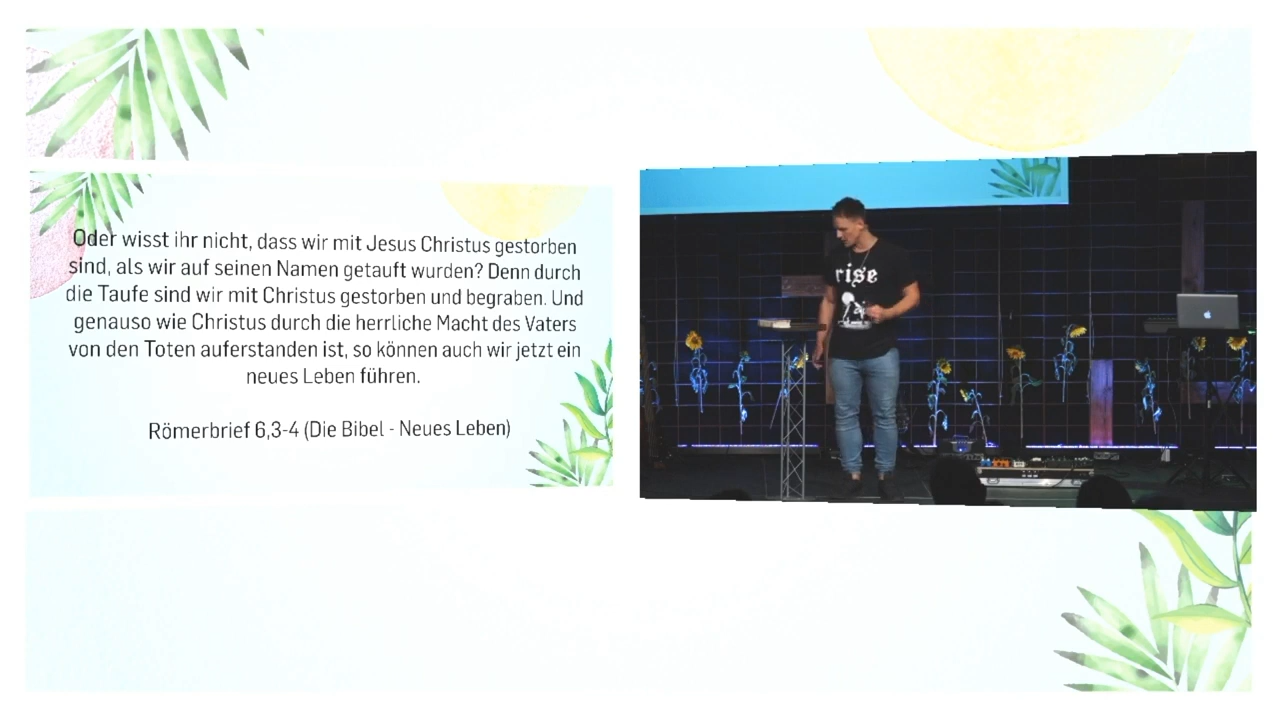 Oder wisst ihr nicht, dass wir mit Jesus Christus gestorben
sind, als wir auf seinen Namen getauft wurden? Denn durch
die Taufe sind wir mit Christus gestorben und begraben. Und
genauso wie Christus durch die herrliche Macht des Vaters
von den Toten auferstanden ist, so können auch wir jetzt ein
neues Leben führen.
Römerbrief 6,3-4 (Die Bibel - Neues Leben)
rise